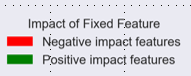 Impact of Fixed Feature
Negative impact features
Positive impact features